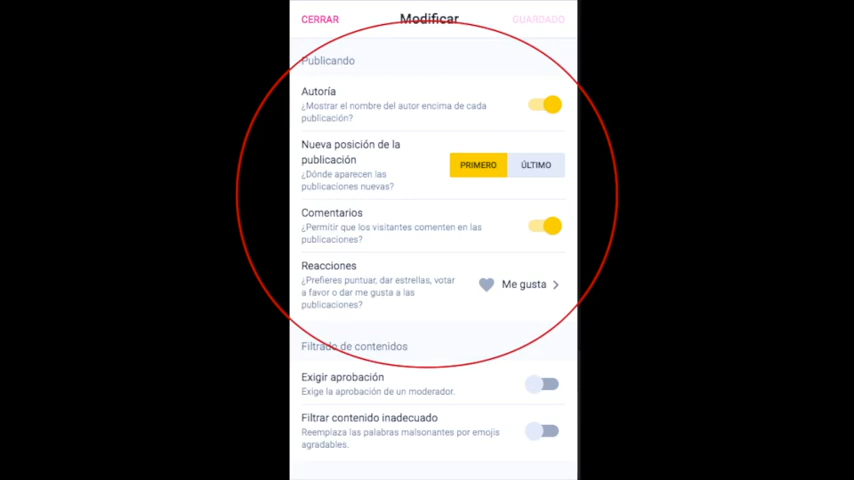 CERRAR Modificar GUARDADO
Publicando
Autoría
¿Mostrar el nombre del autor encima de cada
publicación?
Nueva posición de la
publicación
¿Dónde aparecen las
publicaciones nuevas?
PRIMERO ÚLTIMO
Comentarios
¿Permitir que los visitantes comenten en las
publicaciones?
Reacciones
¿Prefieres puntuar, dar estrellas, votar
a favor o dar me gusta a las
publicaciones?
Me gusta
Filtrado de contenidos
Exigir aprobación
Exige la aprobación de un moderador.
Filtrar contenido inadecuado
Reemplaza las palabras malsonantes por emojis
agradables.